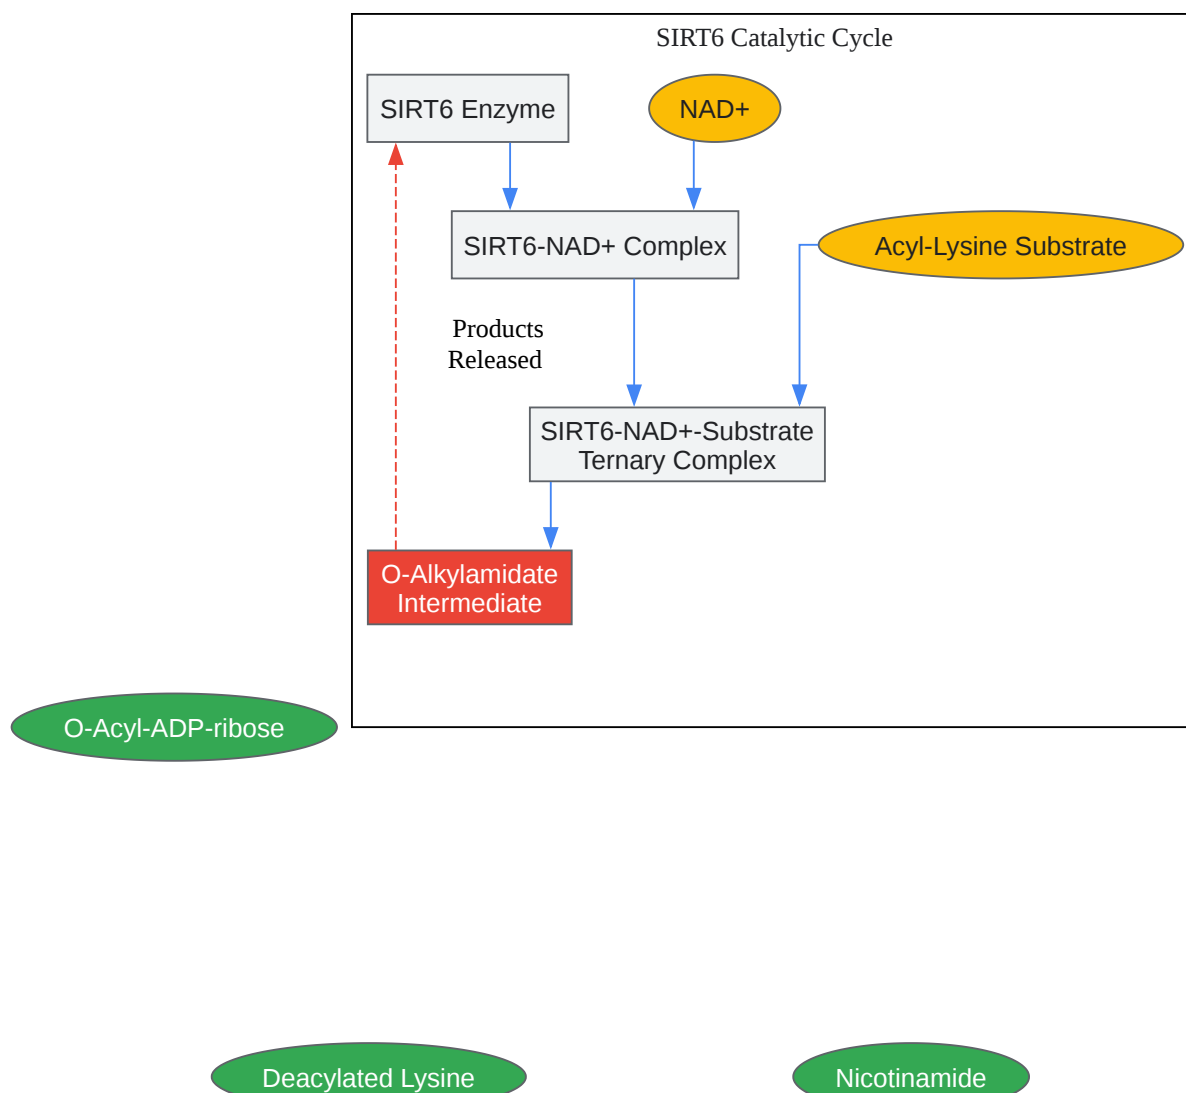 SIRT6 Catalytic Cycle
SIRT6 Enzyme
NAD+
SIRT6-NAD+ Complex
Acyl-Lysine Substrate
Products
Released
SIRT6-NAD+-Substrate
Ternary Complex
O-Alkylamidate
Intermediate
O-Acyl-ADP-ribose
Deacylated Lysine
Nicotinamide